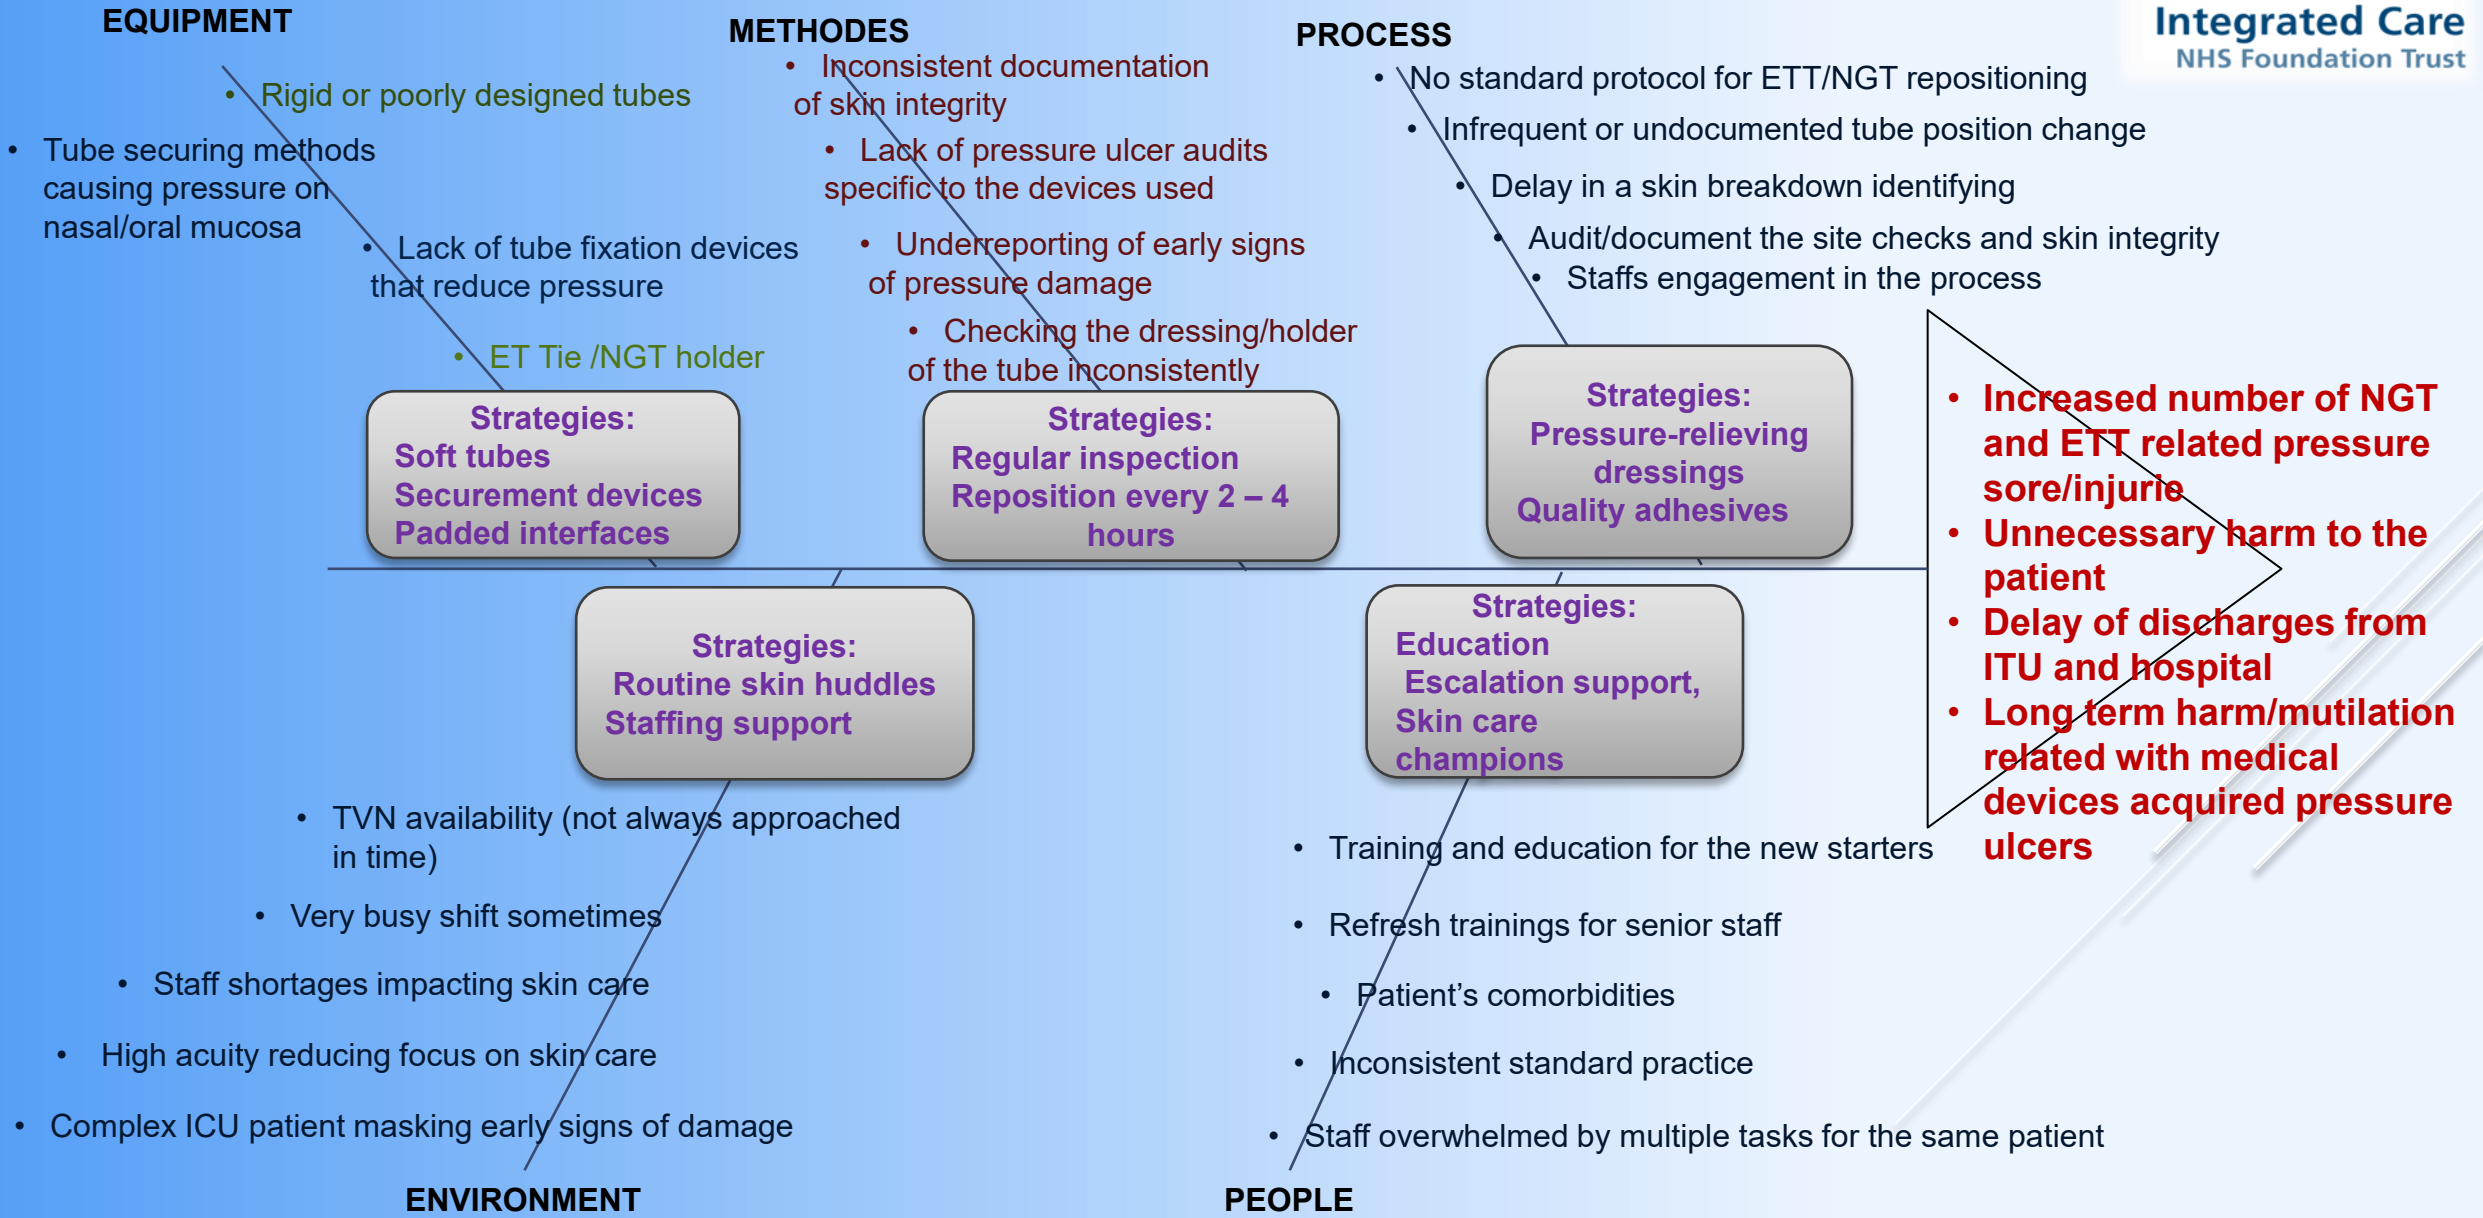 EQUIPMENT
• Rigid or poorly designed tubes
• Tube securing methods
causing pressure on
nasal/oral mucosa
• Lack of tube fixation devices
that reduce pressure
• ET Tie /NGT holder
Strategies:
Soft tubes
Securement devices
Padded interfaces
METHODES
• Inconsistent documentation
of skin integrity
• Lack of pressure ulcer audits
specific to the devices used
• Underreporting of early signs
of pressure damage
• Checking the dressing/holder
of the tube inconsistently
Strategies:
Regular inspection
Reposition every 2 – 4
hours
PROCESS
• No standard protocol for ETT/NGT repositioning
• Infrequent or undocumented tube position change
• Delay in a skin breakdown identifying
• Audit/document the site checks and skin integrity
• Staffs engagement in the process
Strategies:
Pressure-relieving
dressings
Quality adhesives
Integrated Care
NHS Foundation Trust
• Increased number of NGT
and ETT related pressure
sore/injurie
• Unnecessary harm to the
patient
• Delay of discharges from
ITU and hospital
• Long term harm/mutilation
related with medical
devices acquired pressure
ulcers
Strategies:
Routine skin huddles
Staffing support
• TVN availability (not always approached
in time)
• Very busy shift sometimes
• Staff shortages impacting skin care
• High acuity reducing focus on skin care
• Complex ICU patient masking early signs of damage
ENVIRONMENT
Strategies:
Education
Escalation support,
Skin care
champions
• Training and education for the new starters
• Refresh trainings for senior staff
• Patient’s comorbidities
• Inconsistent standard practice
• Staff overwhelmed by multiple tasks for the same patient
PEOPLE